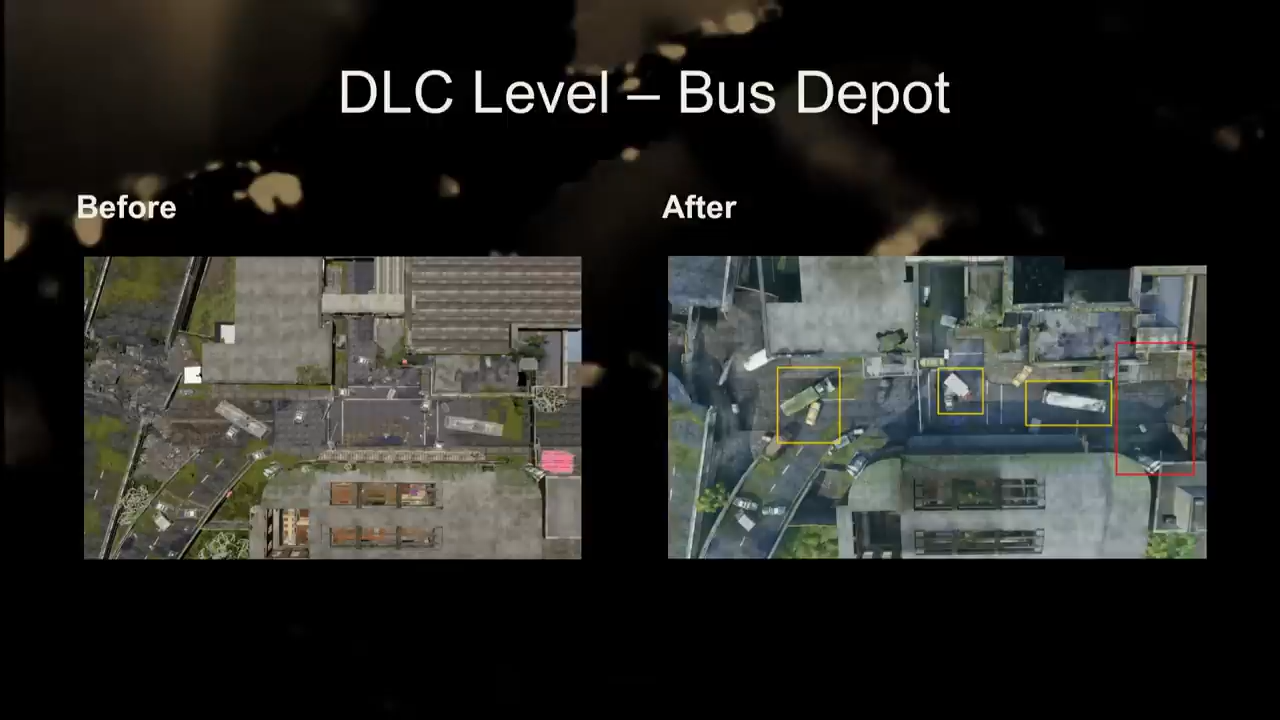 DLC Level – Bus Depot
Before
After